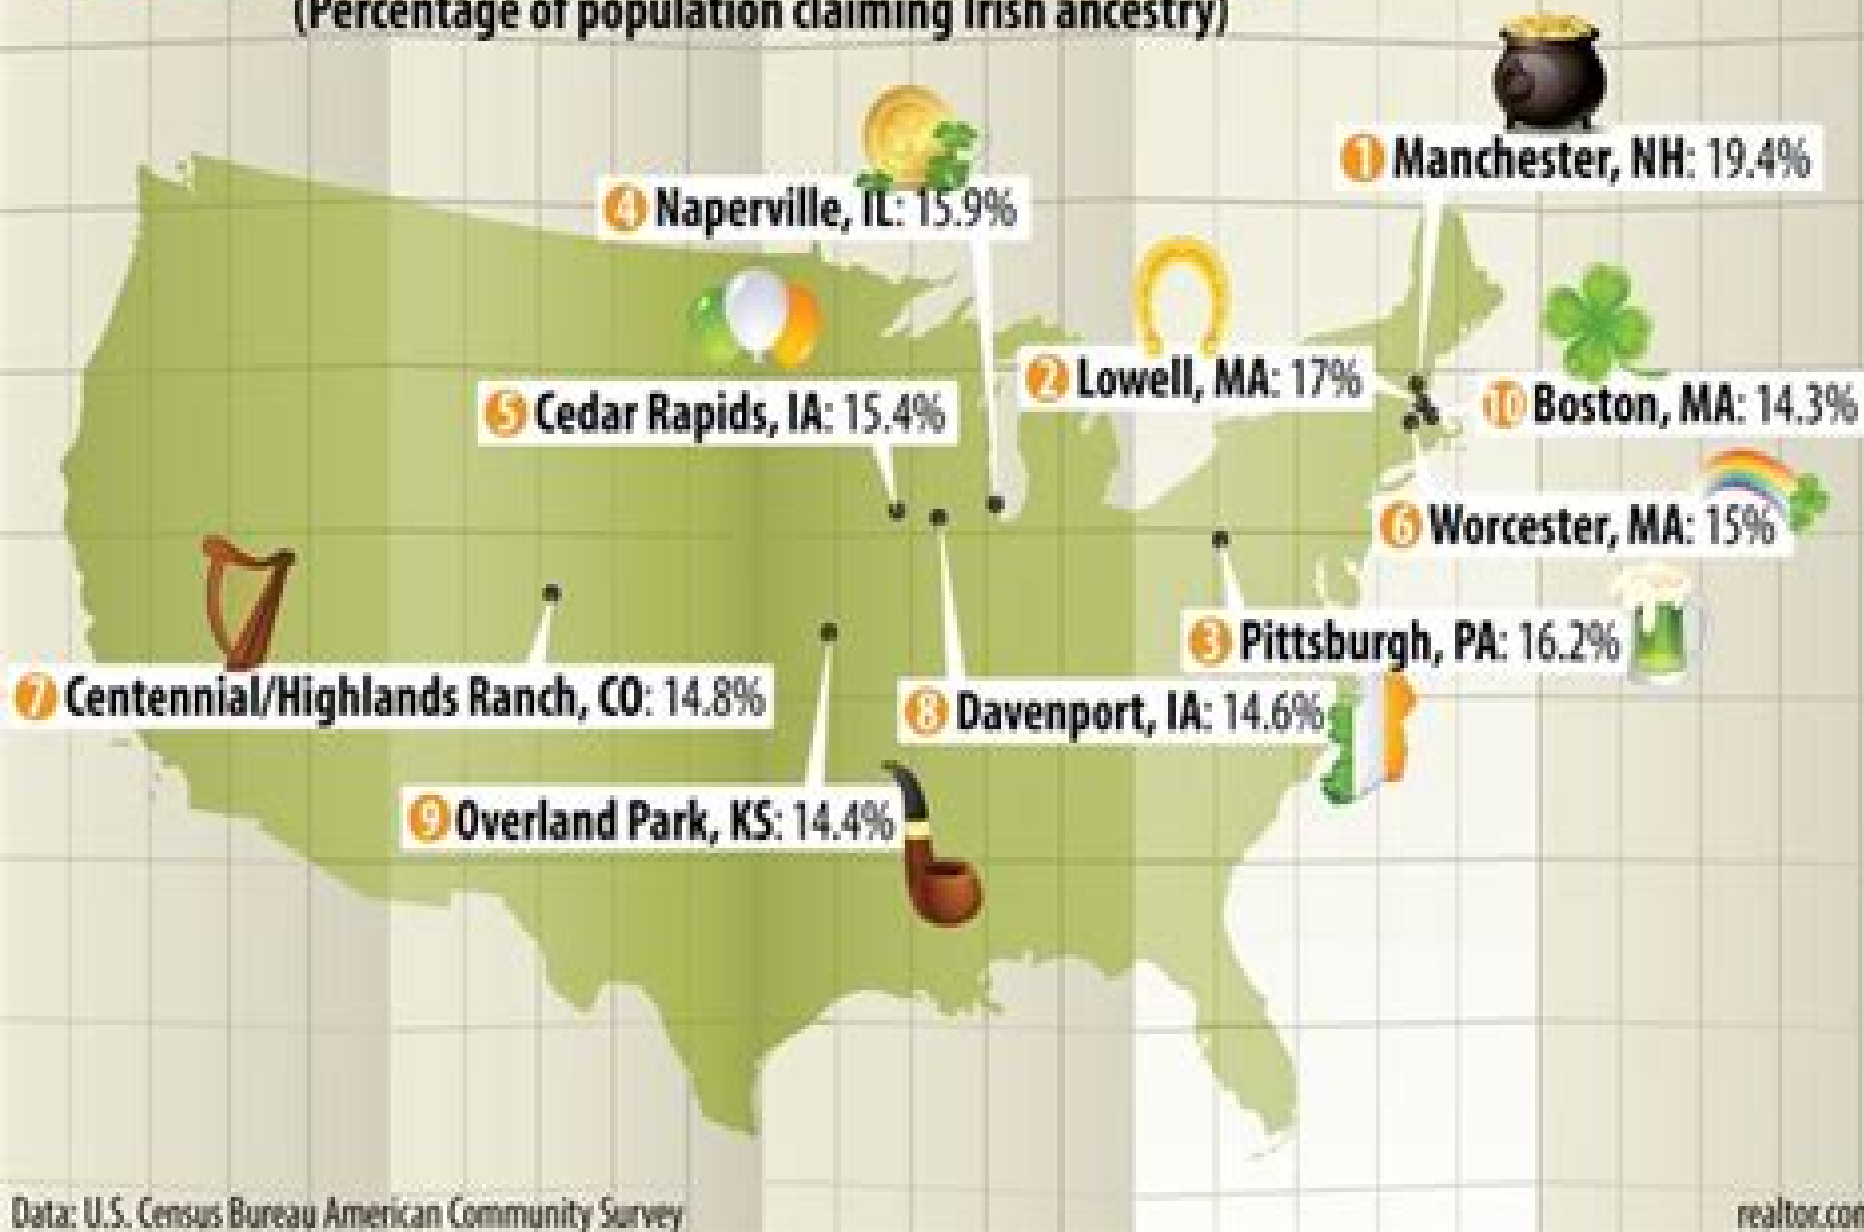 (Percentage of population claiming Irish ancestry)
1 Manchester, NH: 19.4%
4 Naperville, IL: 15.9%
2 Lowell, MA: 17%
10 Boston, MA: 14.3%
5 Cedar Rapids, IA: 15.4%
6 Worcester, MA: 15%
3 Pittsburgh, PA: 16.2%
7 Centennial/Highlands Ranch, CO: 14.8%
8 Davenport, IA: 14.6%
9 Overland Park, KS: 14.4%
Data: U.S. Census Bureau American Community Survey
realtor.com